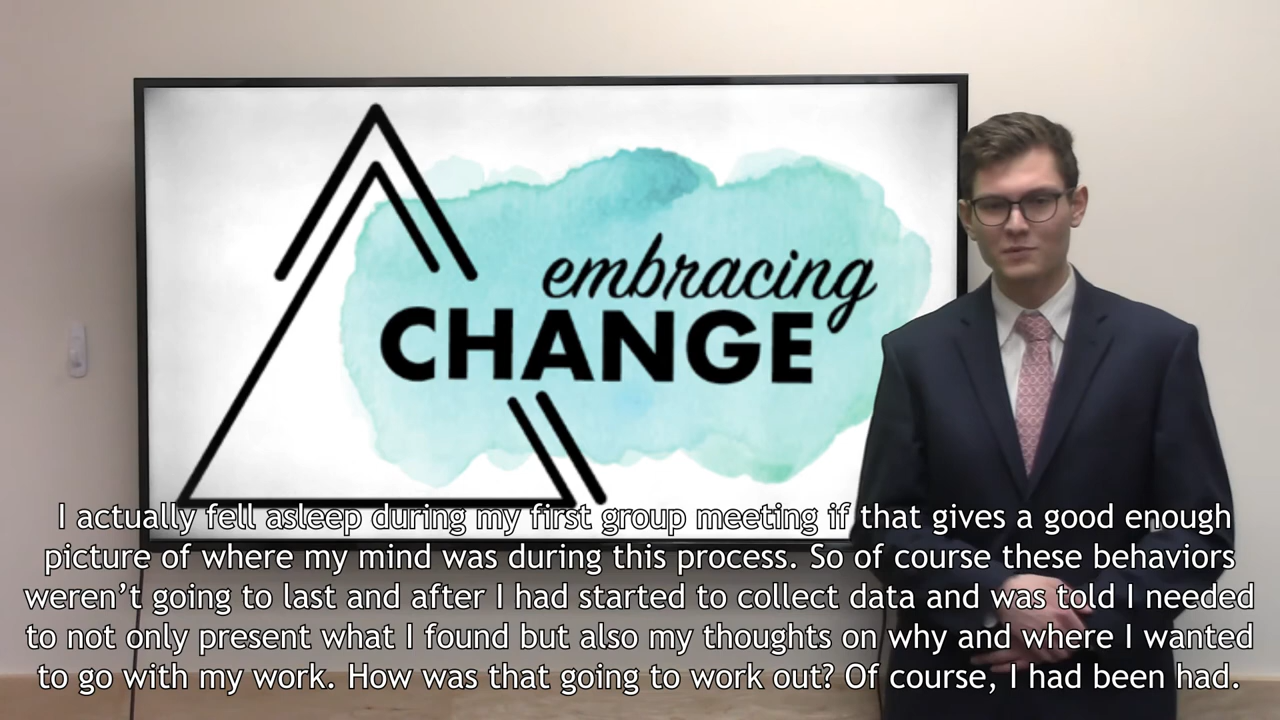 embracing
CHANGE
I actually fell asleep during my first group meeting if that gives a good enough
picture of where my mind was during this process. So of course these behaviors
weren’t going to last and after I had started to collect data and was told I needed
to not only present what I found but also my thoughts on why and where I wanted
to go with my work. How was that going to work out? Of course, I had been had.